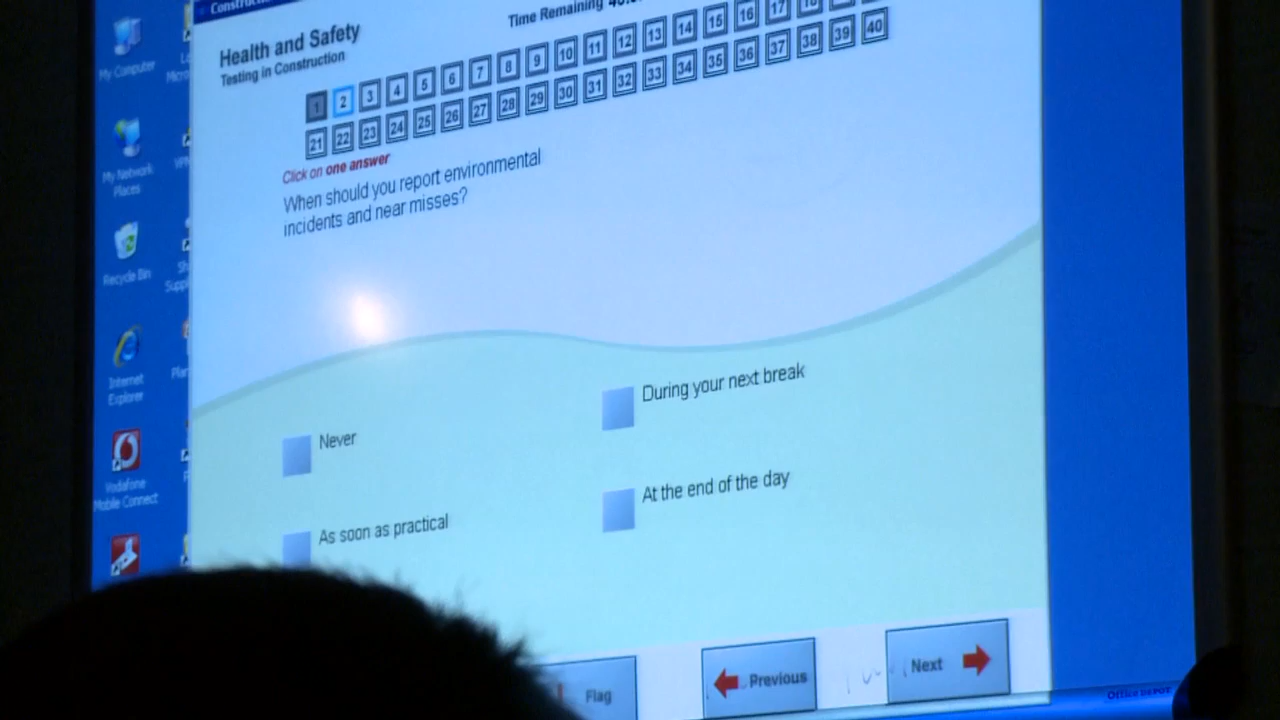 Time Remaining
Health and Safety
Testing in Construction
1 2 3 4 5 6 7 8 9 10 11 12 13 14 15 16 17 18
21 22 23 24 25 26 27 28 29 30 31 32 33 34 35 36 37 38 39 40
Click on one answer
When should you report environmental
incidents and near misses?
Never
During your next break
As soon as practical
At the end of the day
Flag
Previous
Next
My Computer
My Network
Places
Recycle Bin
Internet
Explorer
Vodafone
Mobile Connect
Office DEPOT